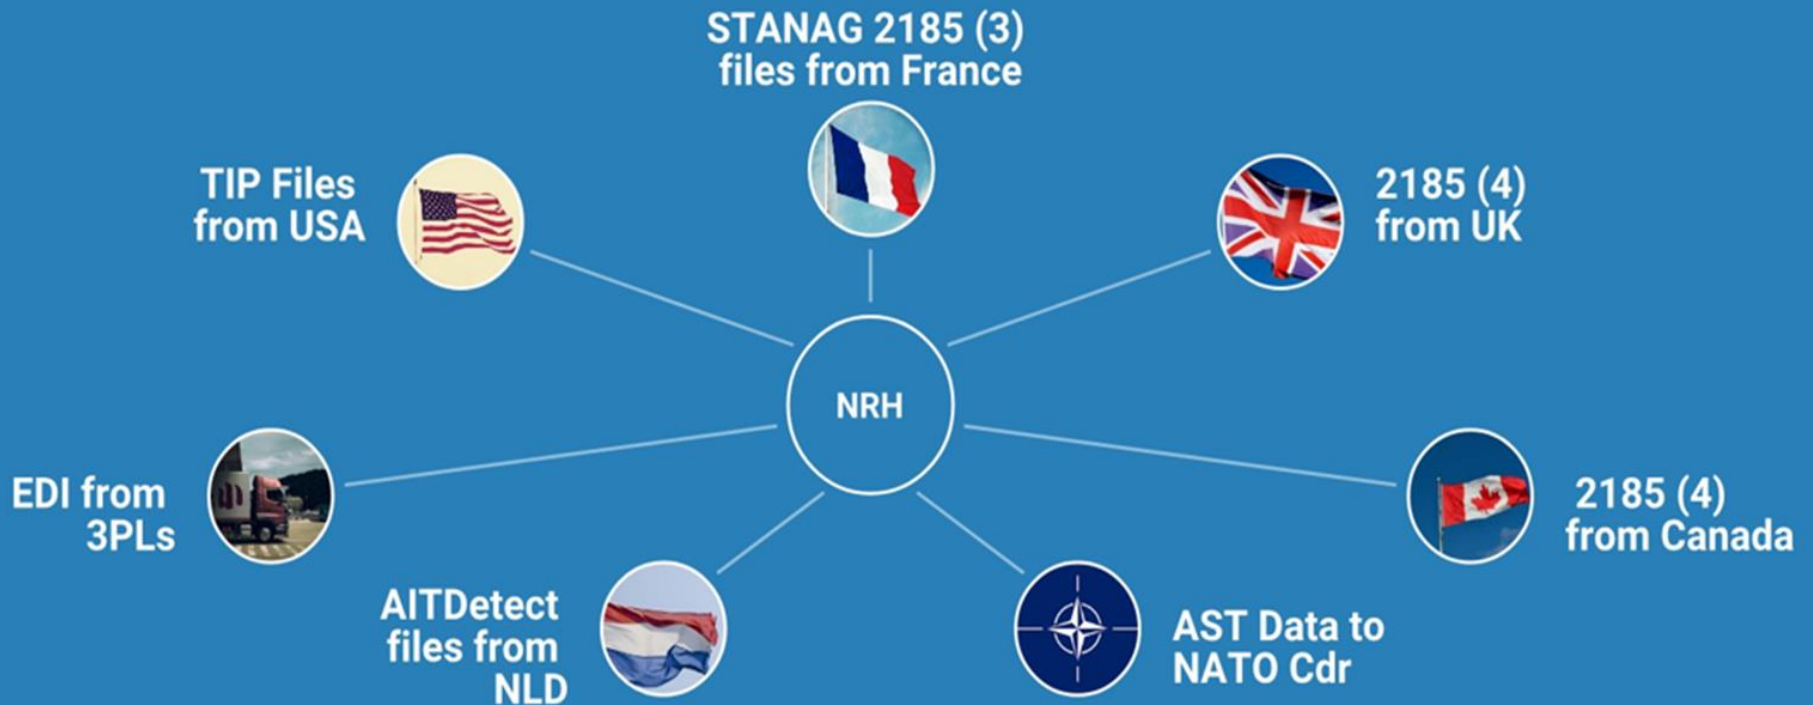 STANAG 2185 (3)
files from France
TIP Files
from USA
2185 (4)
from UK
NRH
EDI from
3PLs
2185 (4)
from Canada
AITDetect
files from
NLD
AST Data to
NATO Cdr